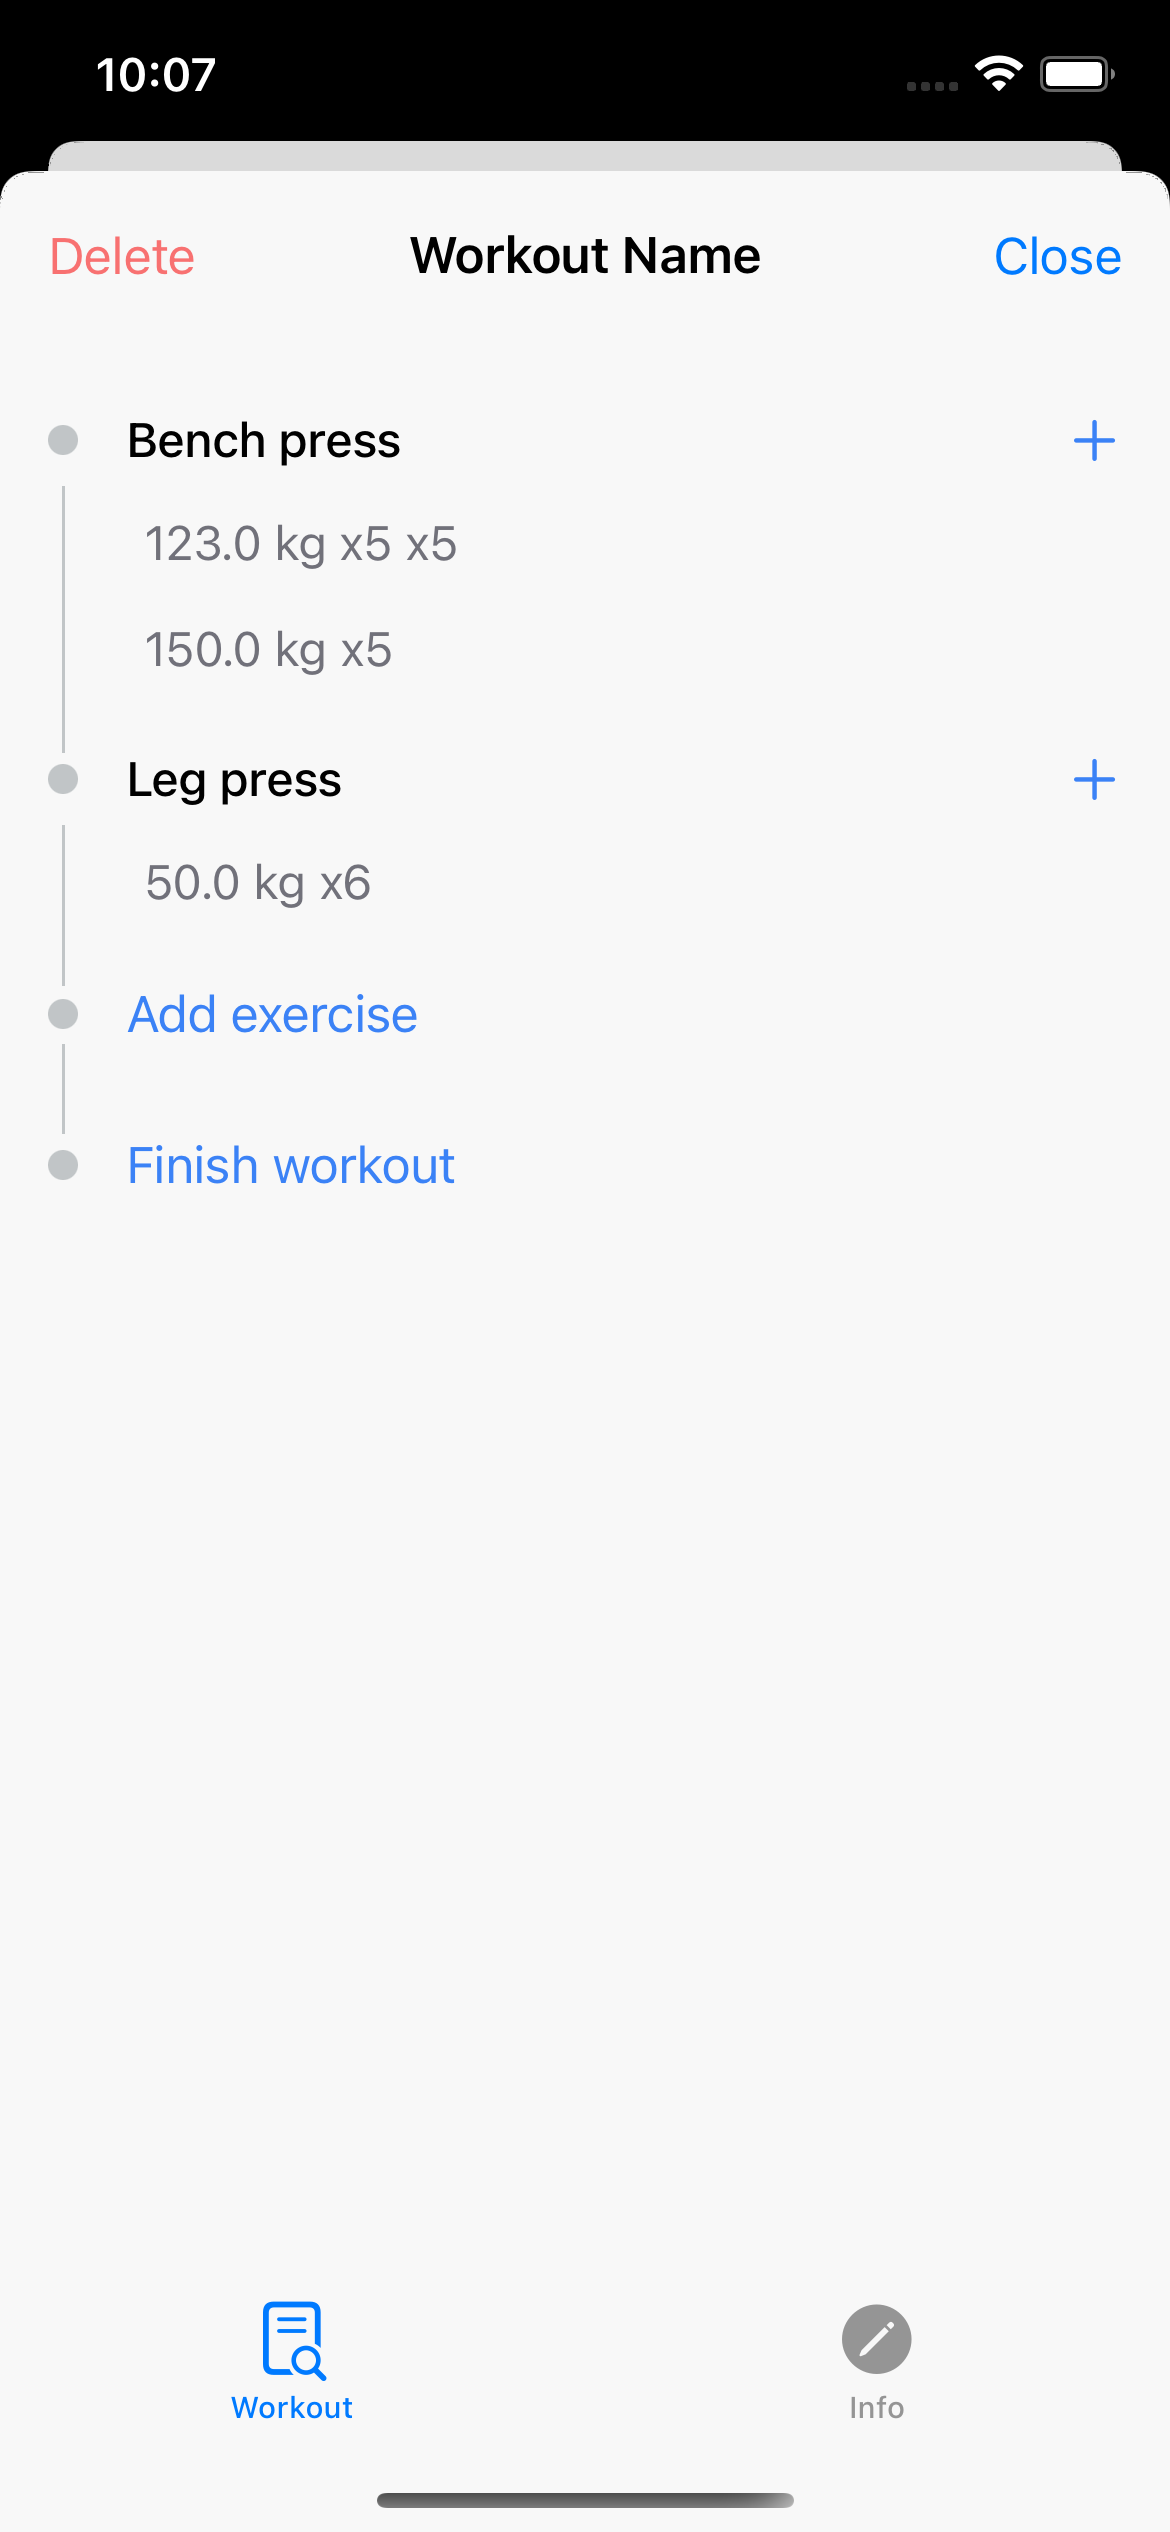 10:07
Delete Workout Name Close
Bench press
123.0 kg x5 x5
150.0 kg x5
Leg press
50.0 kg x6
Add exercise
Finish workout
Workout Info